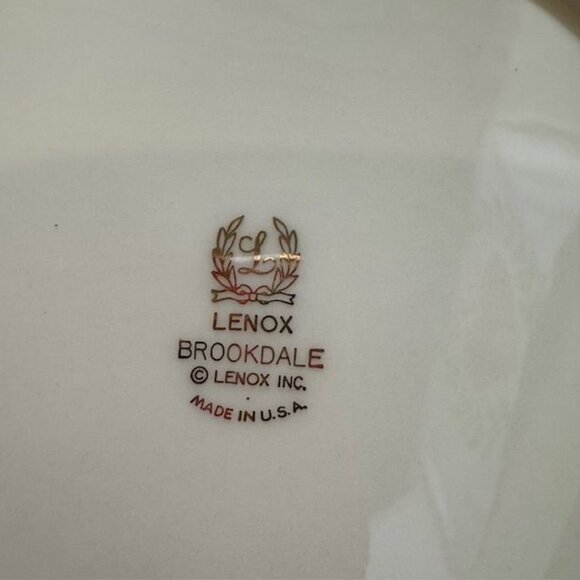 L
LENOX
BROOKDALE
© LENOX INC.
MADE IN U.S.A.